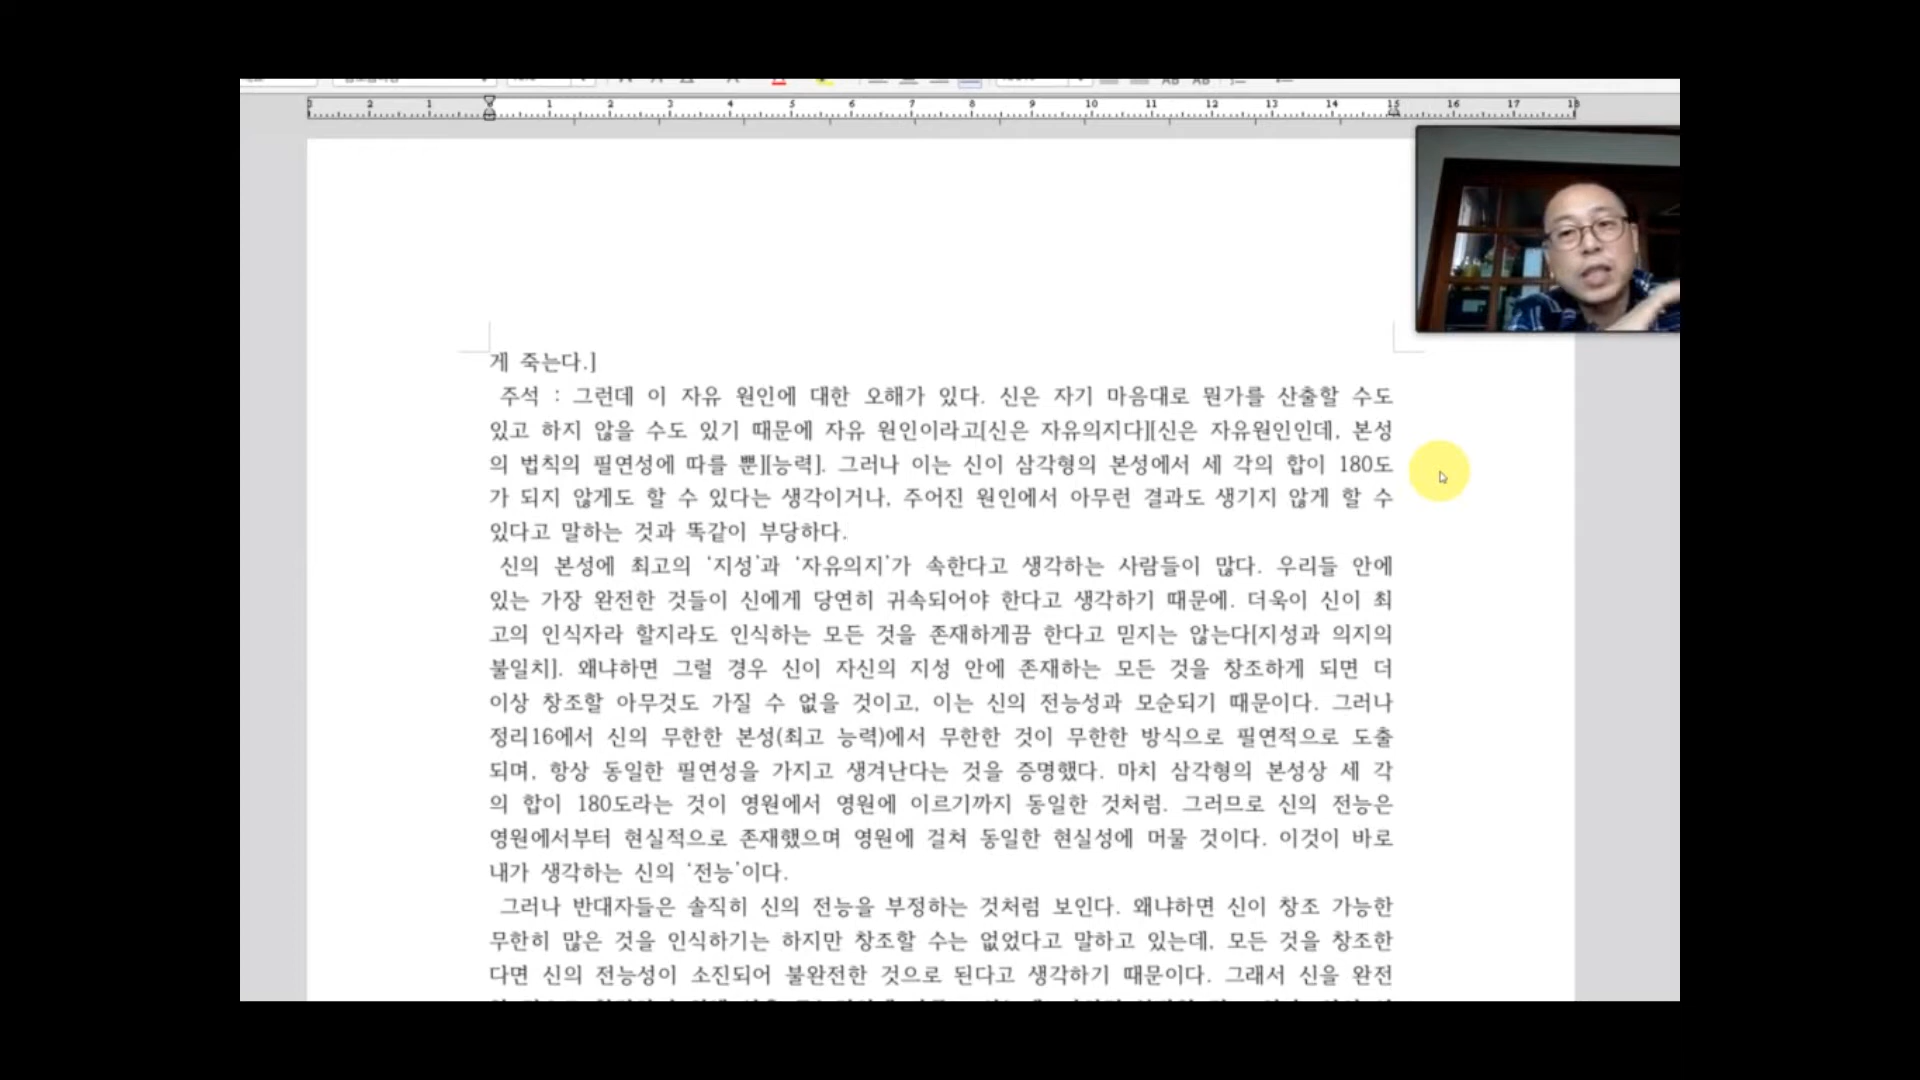 3 2 1 1 2 3 4 5 6 7 8 9 10 11 12 13 14 15 16 17 18
게 죽는다.]
주석 : 그런데 이 자유 원인에 대한 오해가 있다. 신은 자기 마음대로 뭔가를 산출할 수도
있고 하지 않을 수도 있기 때문에 자유 원인이라고[신은 자유의지다][신은 자유원인인데, 본성
의 법칙의 필연성에 따를 뿐][능력]. 그러나 이는 신이 삼각형의 본성에서 세 각의 합이 180도
가 되지 않게도 할 수 있다는 생각이거나, 주어진 원인에서 아무런 결과도 생기지 않게 할 수
있다고 말하는 것과 똑같이 부당하다.
신의 본성에 최고의 ‘지성’과 ‘자유의지’가 속한다고 생각하는 사람들이 많다. 우리들 안에
있는 가장 완전한 것들이 신에게 당연히 귀속되어야 한다고 생각하기 때문에. 더욱이 신이 최
고의 인식자라 할지라도 인식하는 모든 것을 존재하게끔 한다고 믿지는 않는다[지성과 의지의
불일치]. 왜냐하면 그럴 경우 신이 자신의 지성 안에 존재하는 모든 것을 창조하게 되면 더
이상 창조할 아무것도 가질 수 없을 것이고, 이는 신의 전능성과 모순되기 때문이다. 그러나
정리16에서 신의 무한한 본성(최고 능력)에서 무한한 것이 무한한 방식으로 필연적으로 도출
되며, 항상 동일한 필연성을 가지고 생겨난다는 것을 증명했다. 마치 삼각형의 본성상 세 각
의 합이 180도라는 것이 영원에서 영원에 이르기까지 동일한 것처럼. 그러므로 신의 전능은
영원에서부터 현실적으로 존재했으며 영원에 걸쳐 동일한 현실성에 머물 것이다. 이것이 바로
내가 생각하는 신의 ‘전능’이다.
그러나 반대자들은 솔직히 신의 전능을 부정하는 것처럼 보인다. 왜냐하면 신이 창조 가능한
무한히 많은 것을 인식하기는 하지만 창조할 수는 없었다고 말하고 있는데, 모든 것을 창조한
다면 신의 전능성이 소진되어 불완전한 것으로 된다고 생각하기 때문이다. 그래서 신을 완전